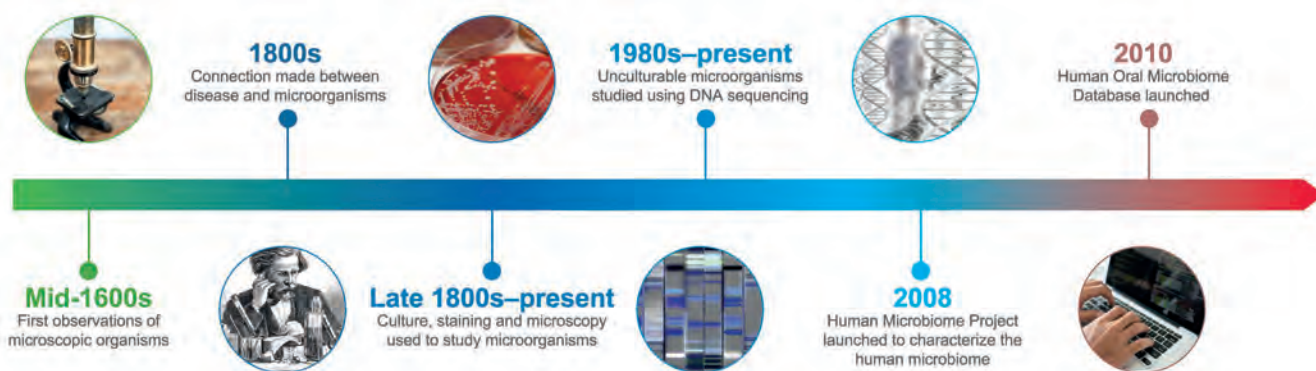 1800s
Connection made between
disease and microorganisms
1980s–present
Unculturable microorganisms
studied using DNA sequencing
2010
Human Oral Microbiome
Database launched
Mid-1600s
First observations of
microscopic organisms
Late 1800s–present
Culture, staining and microscopy
used to study microorganisms
2008
Human Microbiome Project
launched to characterize the
human microbiome